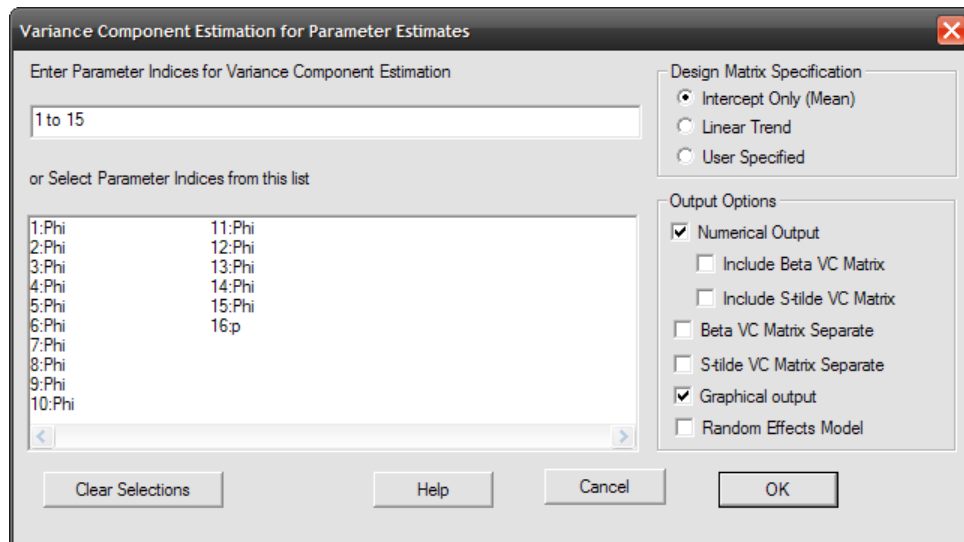 Variance Component Estimation for Parameter Estimates
Enter Parameter Indices for Variance Component Estimation
1 to 15
or Select Parameter Indices from this list
1:Phi
2:Phi
3:Phi
4:Phi
5:Phi
6:Phi
7:Phi
8:Phi
9:Phi
10:Phi
11:Phi
12:Phi
13:Phi
14:Phi
15:Phi
16:p
Design Matrix Specification
Intercept Only (Mean)
Linear Trend
User Specified
Output Options
Numerical Output
Include Beta VC Matrix
Include S-tilde VC Matrix
Beta VC Matrix Separate
S-tilde VC Matrix Separate
Graphical output
Random Effects Model
Clear Selections
Help
Cancel
OK